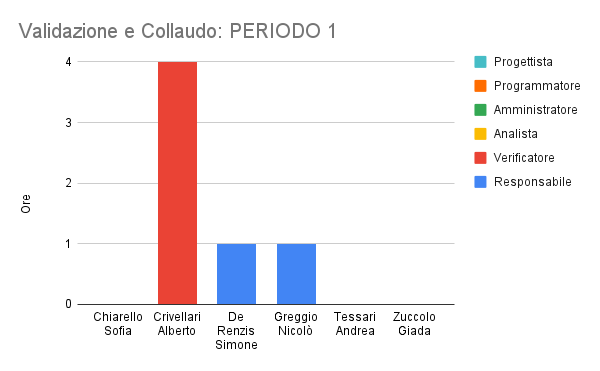 Validazione e Collaudo: PERIODO 1
Ore
4
3
2
1
0
Chiarello
Sofia
Crivellari
Alberto
De
Renzis
Simone
Greggio
Nicolò
Tessari
Andrea
Zuccolo
Giada
Progettista
Programmatore
Amministratore
Analista
Verificatore
Responsabile